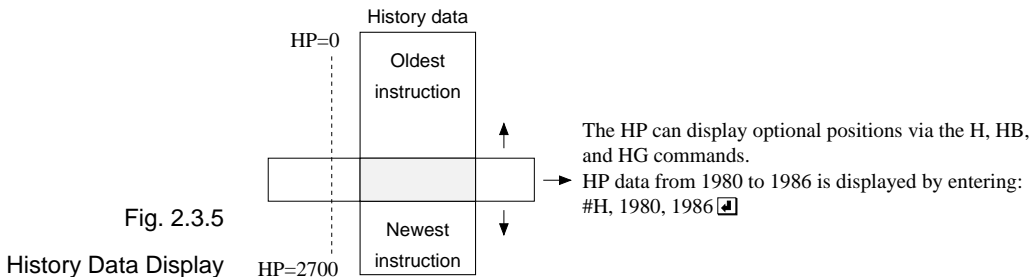 History data
HP=0
Oldest
instruction
The HP can display optional positions via the H, HB,
and HG commands.
HP data from 1980 to 1986 is displayed by entering:
#H, 1980, 1986↵
Newest
instruction
HP=2700
Fig. 2.3.5
History Data Display